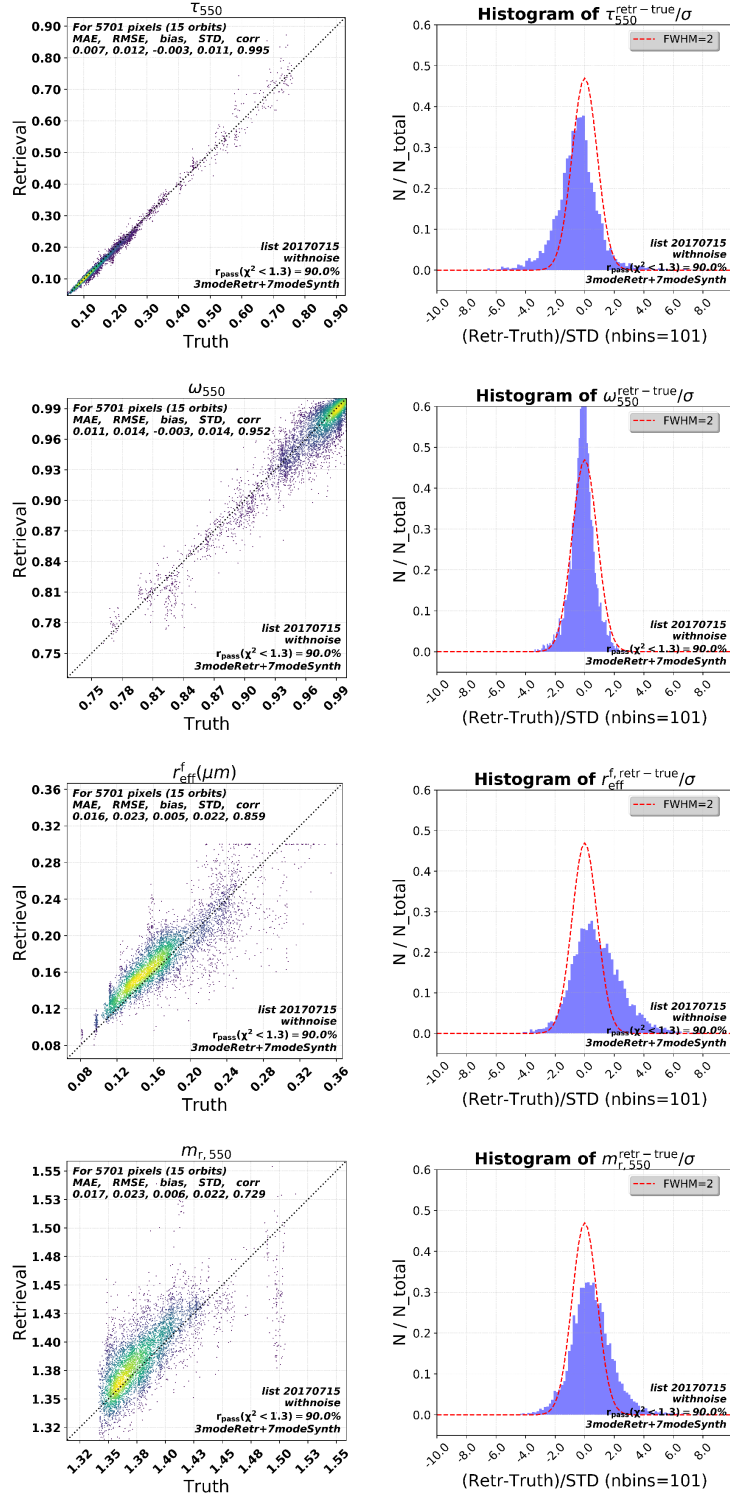 τ550
For 5701 pixels (15 orbits)
MAE, RMSE, bias, STD, corr
0.007, 0.012, -0.003, 0.011, 0.995
0.90
0.80
0.70
0.60
0.50
0.40
0.30
0.20
0.10
Retrieval
list 20170715
withnoise
r_pass(χ² < 1.3) = 90.0%
3modeRetr+7modeSynth
0.10 0.20 0.30 0.40 0.50 0.60 0.70 0.80 0.90
Truth
Histogram of τ550^retr−true/σ
FWHM=2
0.6
0.5
0.4
0.3
0.2
0.1
0.0
N / N_total
list 20170715
withnoise
r_pass(χ² < 1.3) = 90.0%
3modeRetr+7modeSynth
-10.0 -8.0 -6.0 -4.0 -2.0 0.0 2.0 4.0 6.0 8.0
(Retr-Truth)/STD (nbins=101)
ω550
For 5701 pixels (15 orbits)
MAE, RMSE, bias, STD, corr
0.011, 0.014, -0.003, 0.014, 0.952
0.99
0.96
0.93
0.90
0.87
0.84
0.81
0.78
0.75
Retrieval
list 20170715
withnoise
r_pass(χ² < 1.3) = 90.0%
3modeRetr+7modeSynth
0.75 0.78 0.81 0.84 0.87 0.90 0.93 0.96 0.99
Truth
Histogram of ω550^retr−true/σ
FWHM=2
0.6
0.5
0.4
0.3
0.2
0.1
0.0
N / N_total
list 20170715
withnoise
r_pass(χ² < 1.3) = 90.0%
3modeRetr+7modeSynth
-10.0 -8.0 -6.0 -4.0 -2.0 0.0 2.0 4.0 6.0 8.0
(Retr-Truth)/STD (nbins=101)
r_eff^f(μm)
For 5701 pixels (15 orbits)
MAE, RMSE, bias, STD, corr
0.016, 0.023, 0.005, 0.022, 0.859
0.36
0.32
0.28
0.24
0.20
0.16
0.12
0.08
Retrieval
list 20170715
withnoise
r_pass(χ² < 1.3) = 90.0%
3modeRetr+7modeSynth
0.08 0.12 0.16 0.20 0.24 0.28 0.32 0.36
Truth
Histogram of r_eff^f,retr−true/σ
FWHM=2
0.6
0.5
0.4
0.3
0.2
0.1
0.0
N / N_total
list 20170715
withnoise
r_pass(χ² < 1.3) = 90.0%
3modeRetr+7modeSynth
-10.0 -8.0 -6.0 -4.0 -2.0 0.0 2.0 4.0 6.0 8.0
(Retr-Truth)/STD (nbins=101)
m_r,550
For 5701 pixels (15 orbits)
MAE, RMSE, bias, STD, corr
0.017, 0.023, 0.006, 0.022, 0.729
1.55
1.53
1.50
1.48
1.45
1.43
1.40
1.38
1.35
1.32
Retrieval
list 20170715
withnoise
r_pass(χ² < 1.3) = 90.0%
3modeRetr+7modeSynth
1.32 1.35 1.38 1.40 1.43 1.45 1.48 1.50 1.53 1.55
Truth
Histogram of m_r,550^retr−true/σ
FWHM=2
0.6
0.5
0.4
0.3
0.2
0.1
0.0
N / N_total
list 20170715
withnoise
r_pass(χ² < 1.3) = 90.0%
3modeRetr+7modeSynth
-10.0 -8.0 -6.0 -4.0 -2.0 0.0 2.0 4.0 6.0 8.0
(Retr-Truth)/STD (nbins=101)